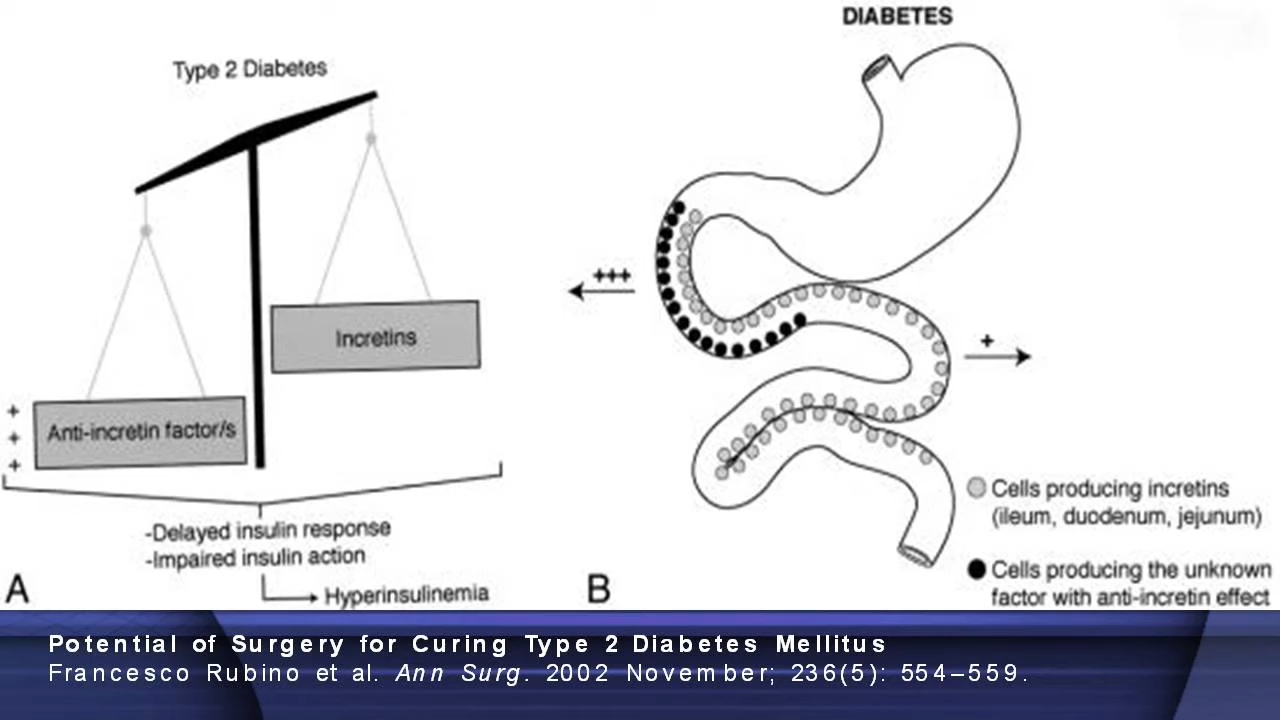 DIABETES
Type 2 Diabetes
Incretins
Anti-incretin factor/s
+
+
+
-Delayed insulin response
-Impaired insulin action
Hyperinsulinemia
A
+++
+
Cells producing incretins
(ileum, duodenum, jejunum)
Cells producing the unknown
factor with anti-incretin effect
B
Potential of Surgery for Curing Type 2 Diabetes Mellitus
Francesco Rubino et al. Ann Surg. 2002 November; 236(5): 554–559.